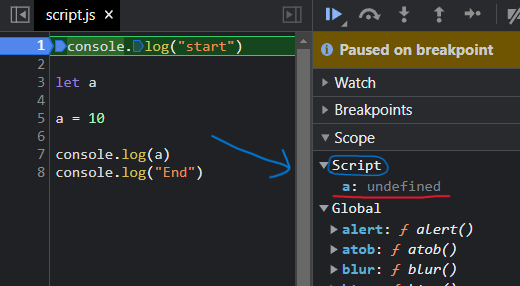 script.js ×
1 console.log("start")
2
3 let a
4
5 a = 10
6
7 console.log(a)
8 console.log("End")
Paused on breakpoint
Watch
Breakpoints
Scope
Script
a: undefined
Global
alert: ƒ alert()
atob: ƒ atob()
blur: ƒ blur()